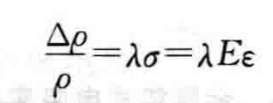 Δρ/ρ = λσ = λEε